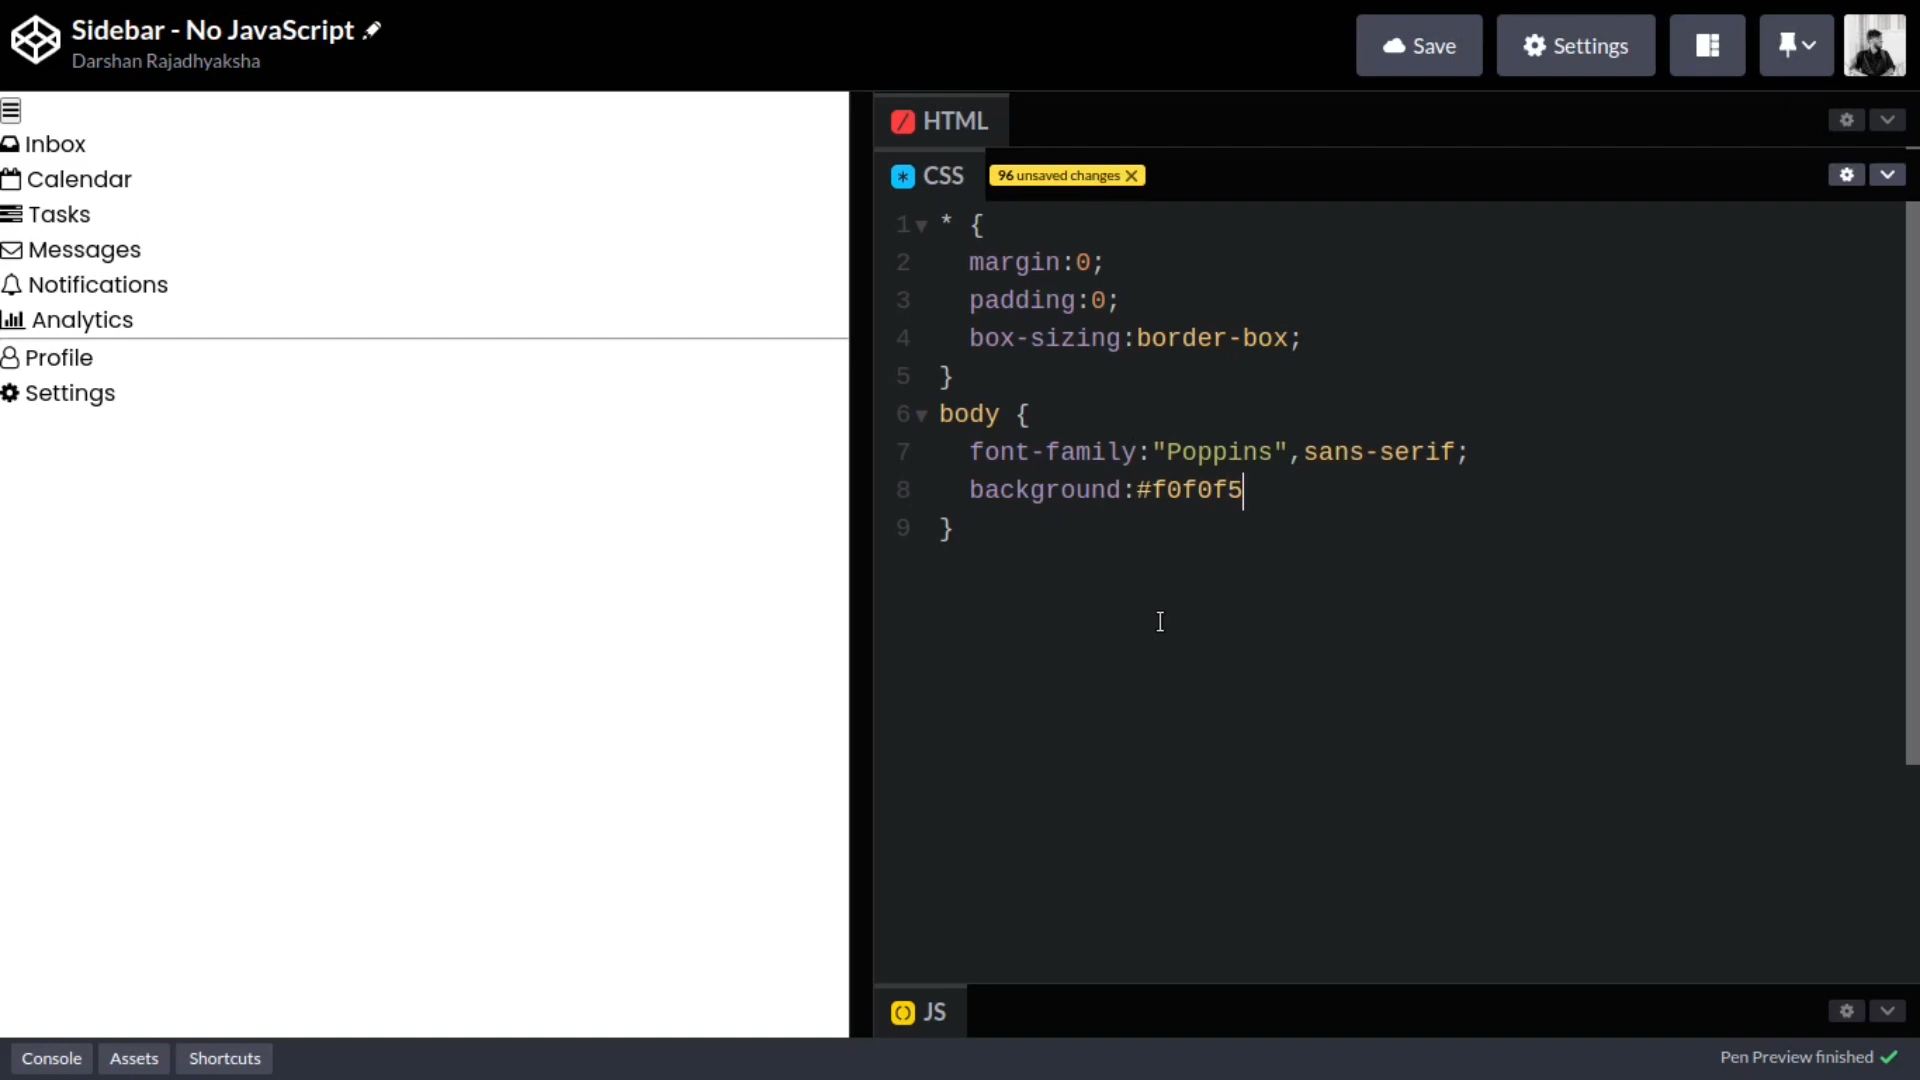 Sidebar - No JavaScript
Darshan Rajadhyaksha
Save
Settings
Inbox
Calendar
Tasks
Messages
Notifications
Analytics
Profile
Settings
HTML
CSS
96 unsaved changes
1 * {
2 margin:0;
3 padding:0;
4 box-sizing:border-box;
5 }
6 body {
7 font-family:"Poppins",sans-serif;
8 background:#f0f0f5
9 }
JS
Console
Assets
Shortcuts
Pen Preview finished